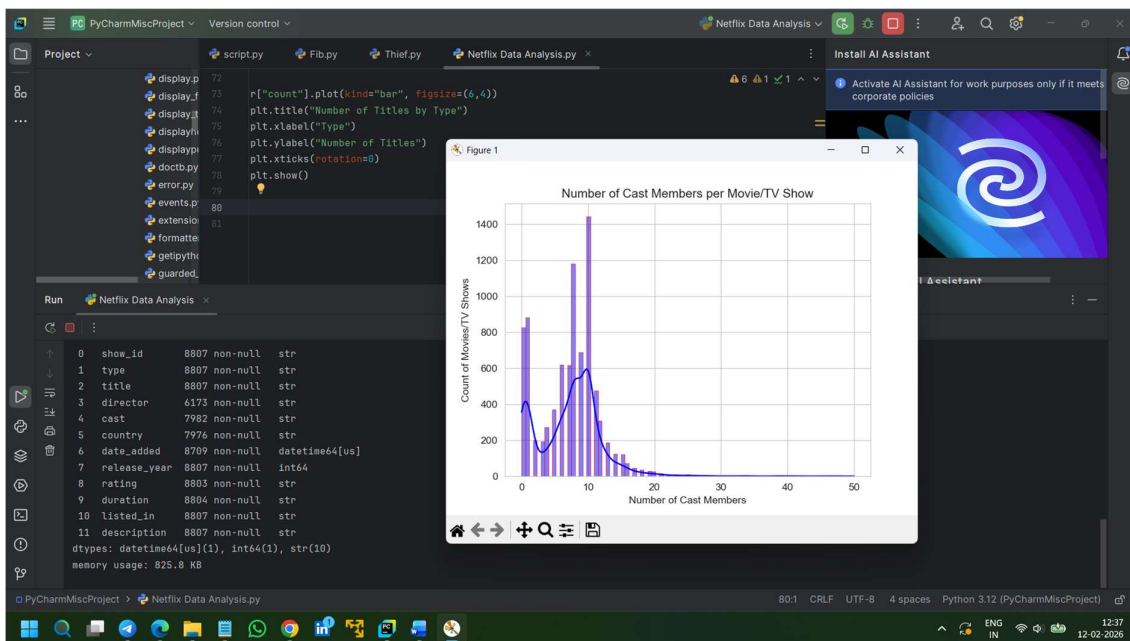 PC PyCharmMiscProject Version control Netflix Data Analysis
Project
script.py Fib.py Thief.py Netflix Data Analysis.py
Install AI Assistant
display.p
display_f
display_t
displayh
displayp
doctb.py
error.py
events.p
extensio
formatte
getipyth
guarded_
72
73 r["count"].plot(kind="bar", figsize=(6,4))
74 plt.title("Number of Titles by Type")
75 plt.xlabel("Type")
76 plt.ylabel("Number of Titles")
77 plt.xticks(rotation=0)
78 plt.show()
79
80
81
6 1 1
Activate AI Assistant for work purposes only if it meets
corporate policies
Figure 1
Number of Cast Members per Movie/TV Show
Count of Movies/TV Shows
1400
1200
1000
800
600
400
200
0
0 10 20 30 40 50
Number of Cast Members
Run Netflix Data Analysis
0 show_id 8807 non-null str
1 type 8807 non-null str
2 title 8807 non-null str
3 director 6173 non-null str
4 cast 7982 non-null str
5 country 7976 non-null str
6 date_added 8709 non-null datetime64[us]
7 release_year 8807 non-null int64
8 rating 8803 non-null str
9 duration 8804 non-null str
10 listed_in 8807 non-null str
11 description 8807 non-null str
dtypes: datetime64[us](1), int64(1), str(10)
memory usage: 825.8 KB
PyCharmMiscProject > Netflix Data Analysis.py
80:1 CRLF UTF-8 4 spaces Python 3.12 (PyCharmMiscProject)
ENG
IN
12:37
12-02-2026